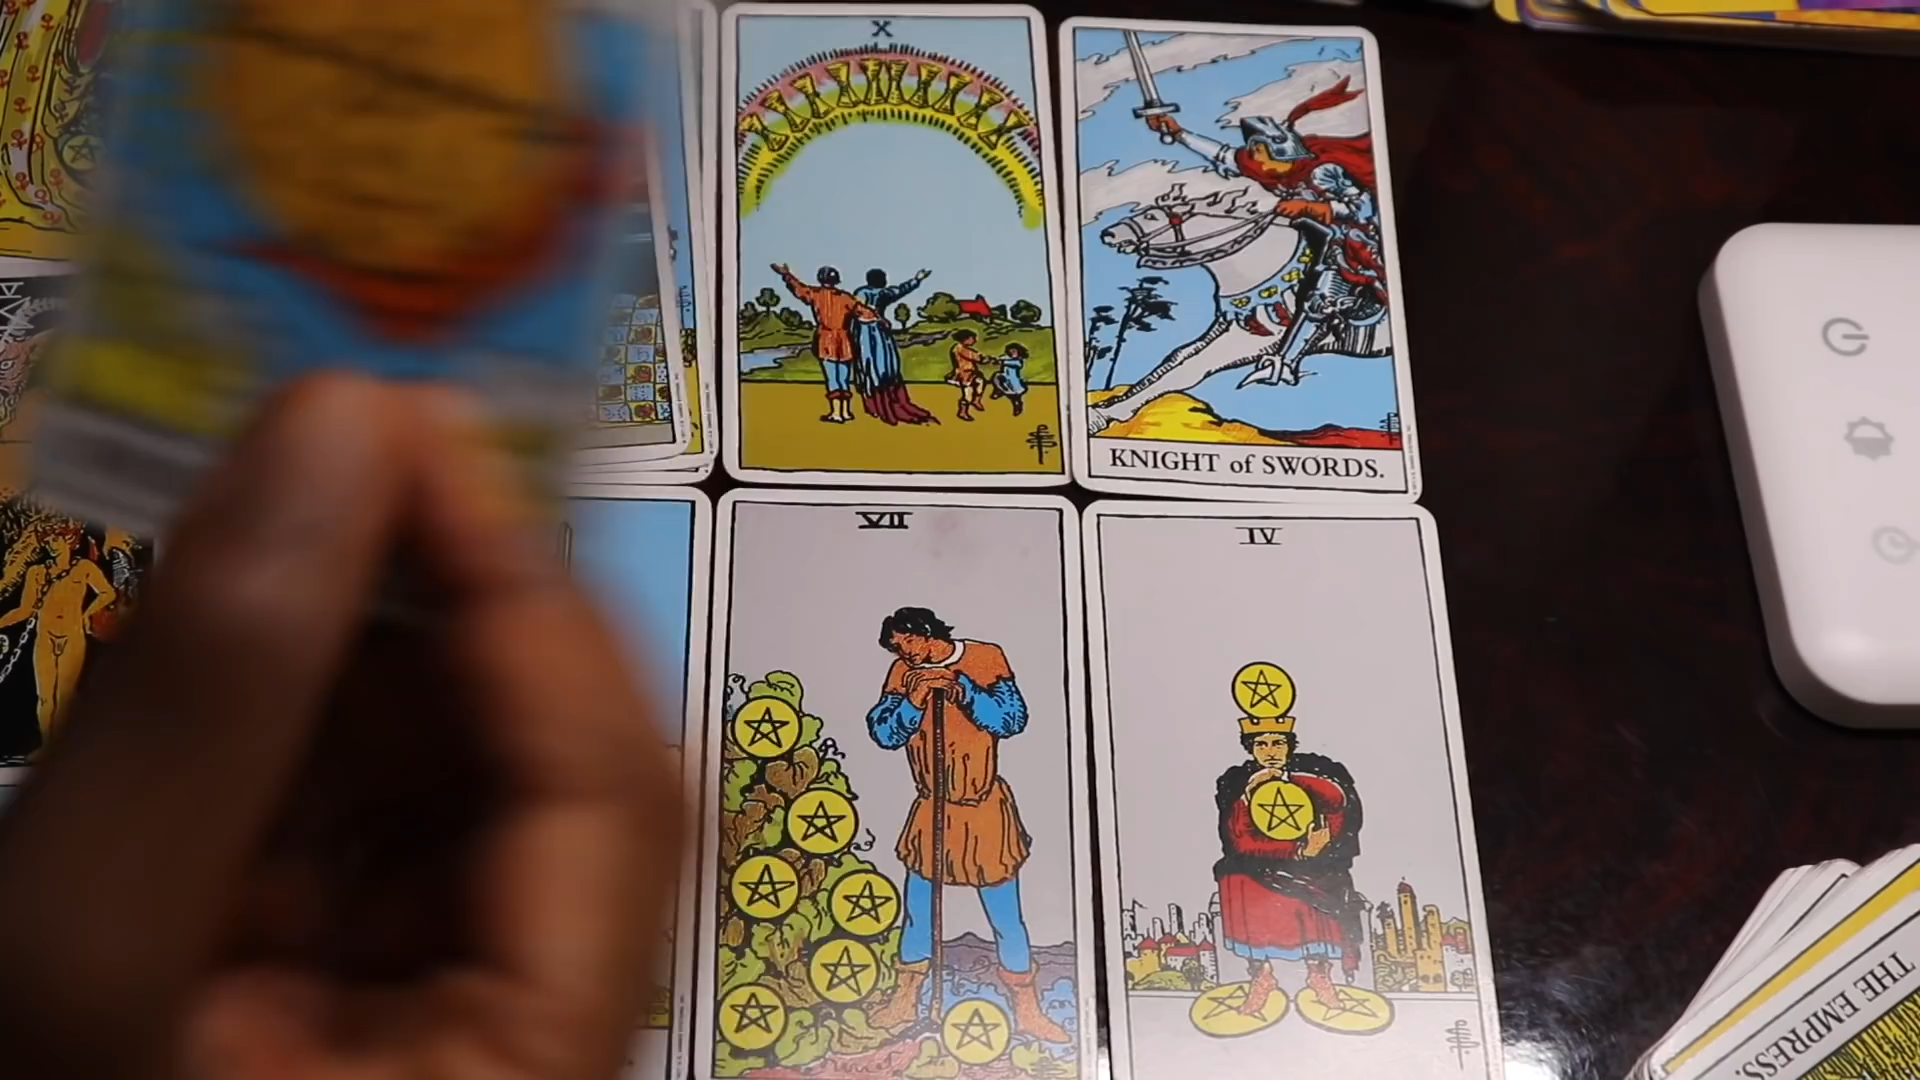 X
KNIGHT of SWORDS.
VII
IV
THE EMPRESS.